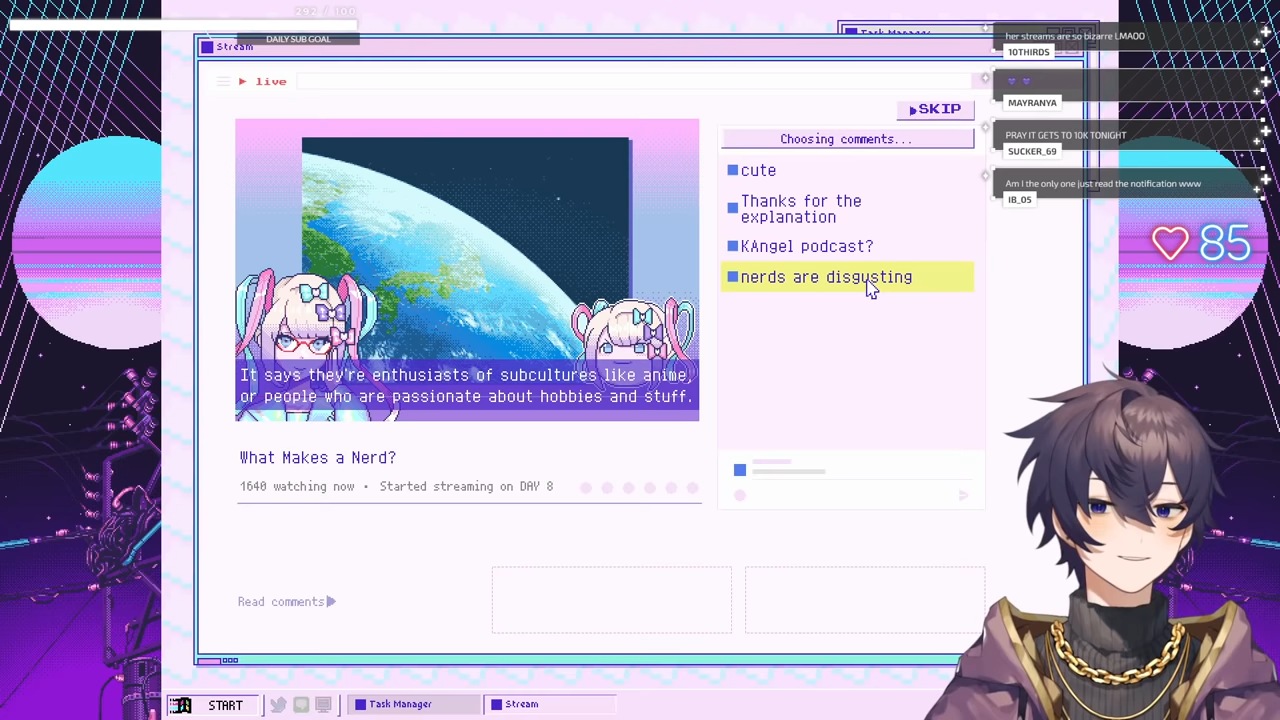 292 / 100
DAILY SUB GOAL
Task Manager
Stream
live
SKIP
Choosing comments...
cute
Thanks for the
explanation
KAngel podcast?
nerds are disgusting
It says they're enthusiasts of subcultures like anime,
or people who are passionate about hobbies and stuff.
What Makes a Nerd?
1640 watching now • Started streaming on DAY 8
Read comments
her streams are so bizarre LMAOO
10THIRDS
MAYRANYA
PRAY IT GETS TO 10K TONIGHT
SUCKER_69
Am I the only one just read the notification www
IB_05
85
START
Task Manager
Stream